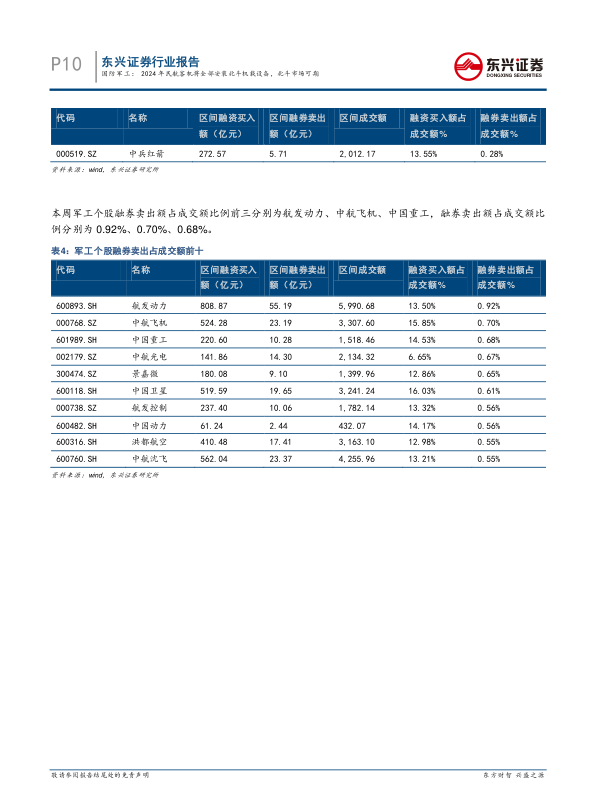 P10
东兴证券行业报告
国防军工： 2024 年民航客机将全部安装北斗机载设备，北斗市场可期
东兴证券
DONGXING SECURITIES
代码 名称 区间融资买入额（亿元） 区间融券卖出额（亿元） 区间成交额 融资买入额占成交额% 融券卖出额占成交额%
000519.SZ 中兵红箭 272.57 5.71 2,012.17 13.55% 0.28%
资料来源：wind，东兴证券研究所
本周军工个股融券卖出额占成交额比例前三分别为航发动力、中航飞机、中国重工，融券卖出额占成交额比
例分别为 0.92%、0.70%、0.68%。
表4：军工个股融券卖出占成交额前十
代码 名称 区间融资买入额（亿元） 区间融券卖出额（亿元） 区间成交额 融资买入额占成交额% 融券卖出额占成交额%
600893.SH 航发动力 808.87 55.19 5,990.68 13.50% 0.92%
000768.SZ 中航飞机 524.28 23.19 3,307.60 15.85% 0.70%
601989.SH 中国重工 220.60 10.28 1,518.46 14.53% 0.68%
002179.SZ 中航光电 141.86 14.30 2,134.32 6.65% 0.67%
300474.SZ 景嘉微 180.08 9.10 1,399.96 12.86% 0.65%
600118.SH 中国卫星 519.59 19.65 3,241.24 16.03% 0.61%
000738.SZ 航发控制 237.40 10.06 1,782.14 13.32% 0.56%
600482.SH 中国动力 61.24 2.44 432.07 14.17% 0.56%
600316.SH 洪都航空 410.48 17.41 3,163.10 12.98% 0.55%
600760.SH 中航沈飞 562.04 23.37 4,255.96 13.21% 0.55%
资料来源：wind，东兴证券研究所
敬请参阅报告结尾处的免责声明
东方财智 兴盛之源